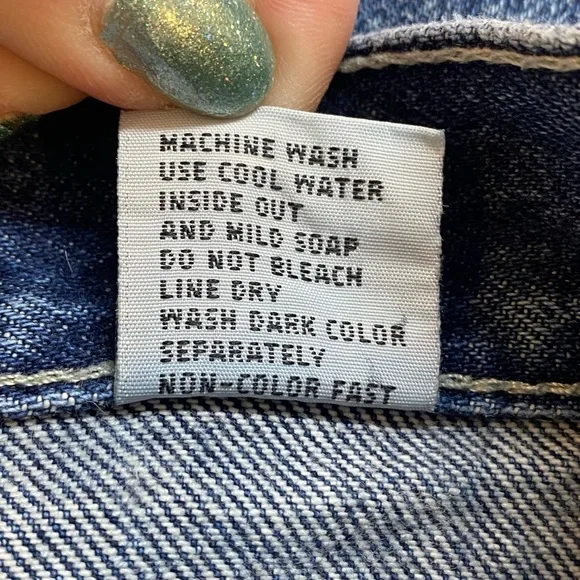 MACHINE WASH
USE COOL WATER
INSIDE OUT
AND MILD SOAP
DO NOT BLEACH
LINE DRY
WASH DARK COLOR
SEPARATELY
NON-COLOR FAST